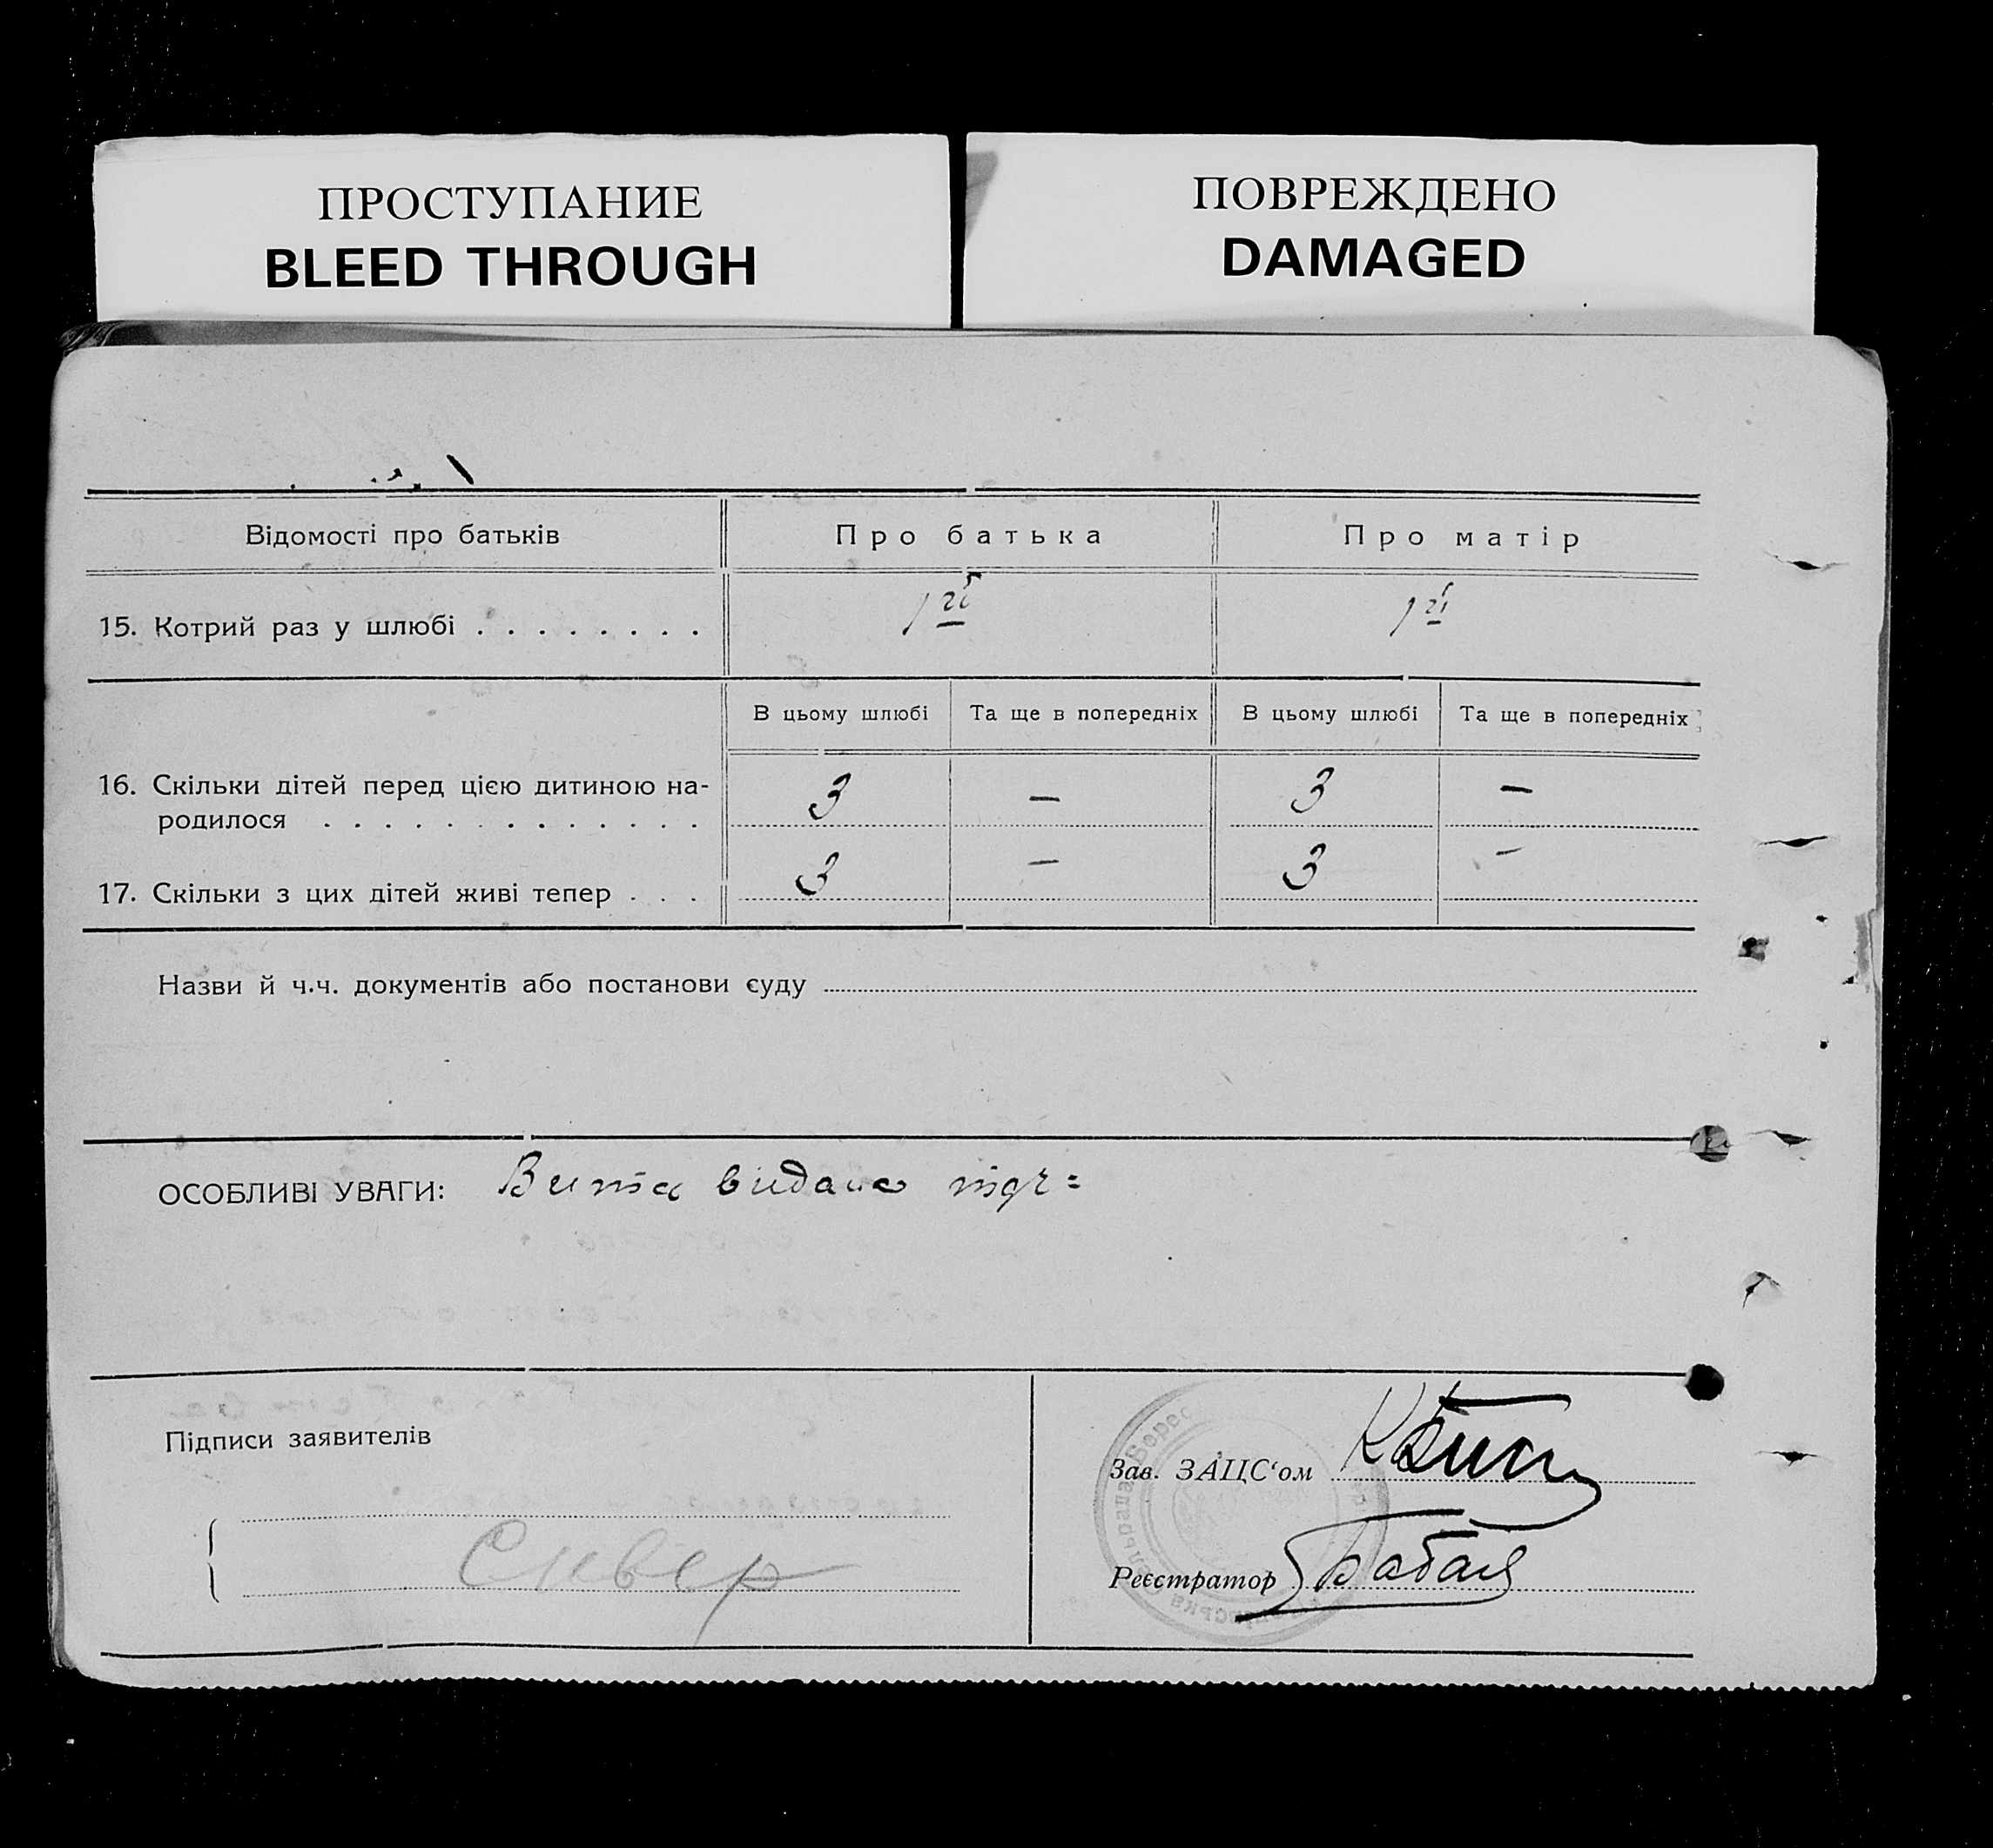 ПРОСТУПАНИЕ
BLEED THROUGH
ПОВРЕЖДЕНО
DAMAGED
Відомості про батьків Про батька Про матір
15. Котрий раз у шлюбі . . . . . . . .
В цьому шлюбі Та ще в попередніх В цьому шлюбі Та ще в попередніх
16. Скільки дітей перед цією дитиною на-
родилося . . . . . . . . . . . . . . 3 — 3 —
17. Скільки з цих дітей живі тепер . . . 3 — 3 —
Назви й ч.ч. документів або постанови суду
ОСОБЛИВІ УВАГИ: видана
Підписи заявителів
Сивер
Зав. ЗАЦС'ом
Реєстратор